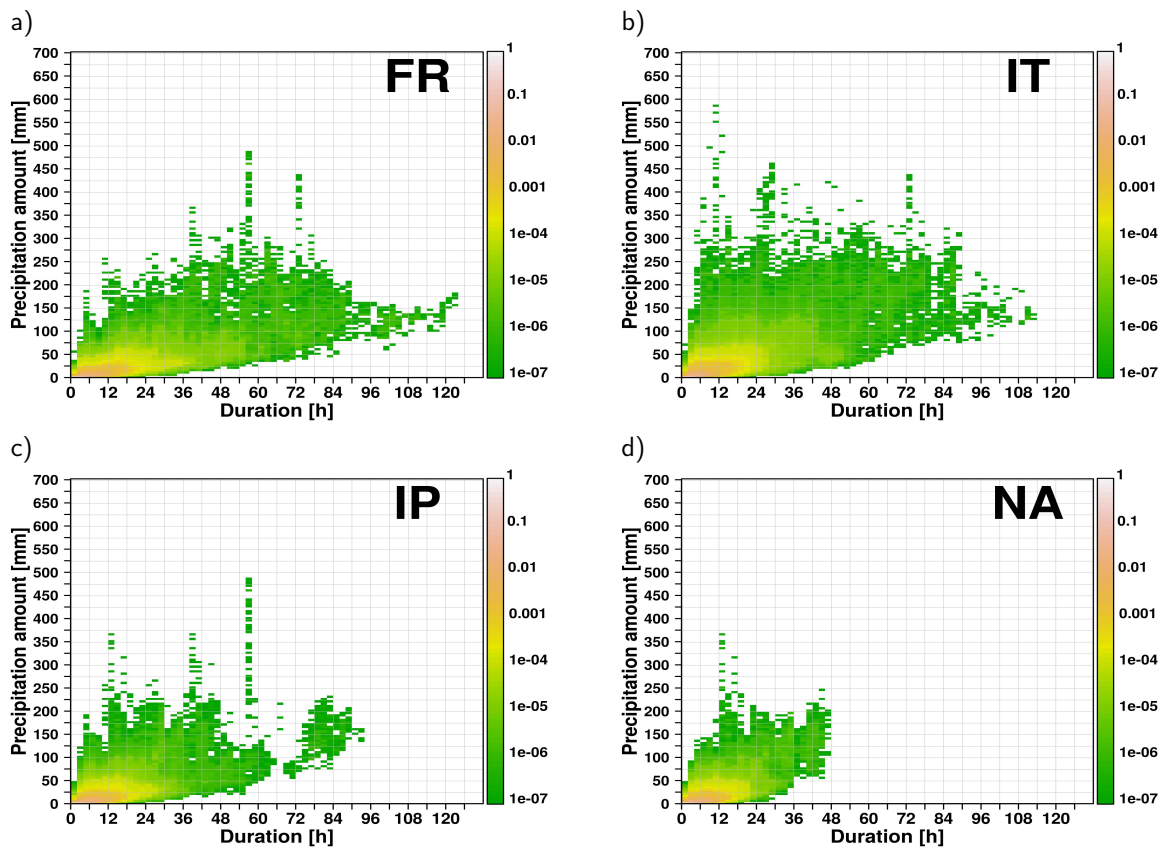 a)
FR
Precipitation amount [mm]
700
650
600
550
500
450
400
350
300
250
200
150
100
50
0
0 12 24 36 48 60 72 84 96 108 120
Duration [h]
1
0.1
0.01
0.001
1e-04
1e-05
1e-06
1e-07
b)
IT
Precipitation amount [mm]
700
650
600
550
500
450
400
350
300
250
200
150
100
50
0
0 12 24 36 48 60 72 84 96 108 120
Duration [h]
1
0.1
0.01
0.001
1e-04
1e-05
1e-06
1e-07
c)
IP
Precipitation amount [mm]
700
650
600
550
500
450
400
350
300
250
200
150
100
50
0
0 12 24 36 48 60 72 84 96 108 120
Duration [h]
1
0.1
0.01
0.001
1e-04
1e-05
1e-06
1e-07
d)
NA
Precipitation amount [mm]
700
650
600
550
500
450
400
350
300
250
200
150
100
50
0
0 12 24 36 48 60 72 84 96 108 120
Duration [h]
1
0.1
0.01
0.001
1e-04
1e-05
1e-06
1e-07